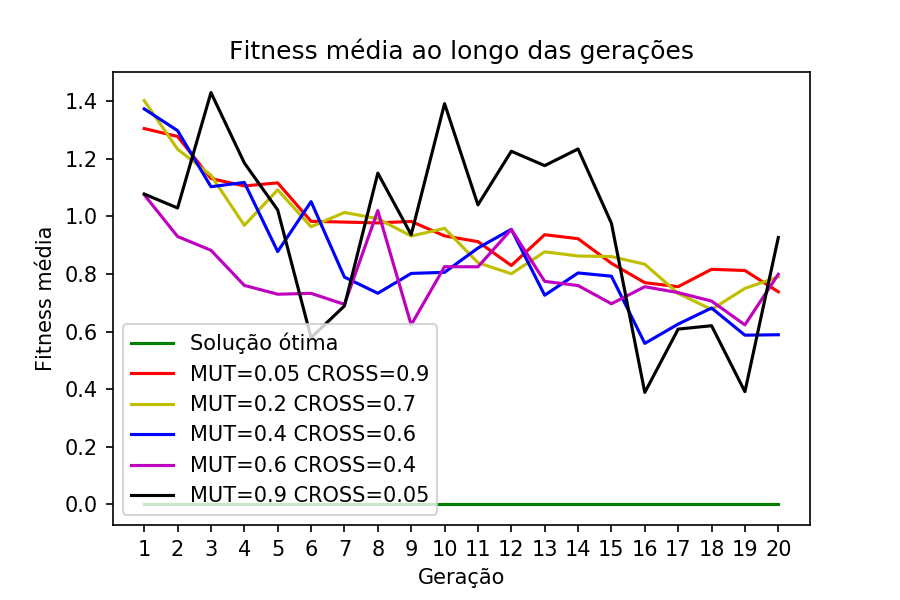 Fitness média ao longo das gerações
Fitness média
1.4
1.2
1.0
0.8
0.6
0.4
0.2
0.0
Solução ótima
MUT=0.05 CROSS=0.9
MUT=0.2 CROSS=0.7
MUT=0.4 CROSS=0.6
MUT=0.6 CROSS=0.4
MUT=0.9 CROSS=0.05
1 2 3 4 5 6 7 8 9 10 11 12 13 14 15 16 17 18 19 20
Geração